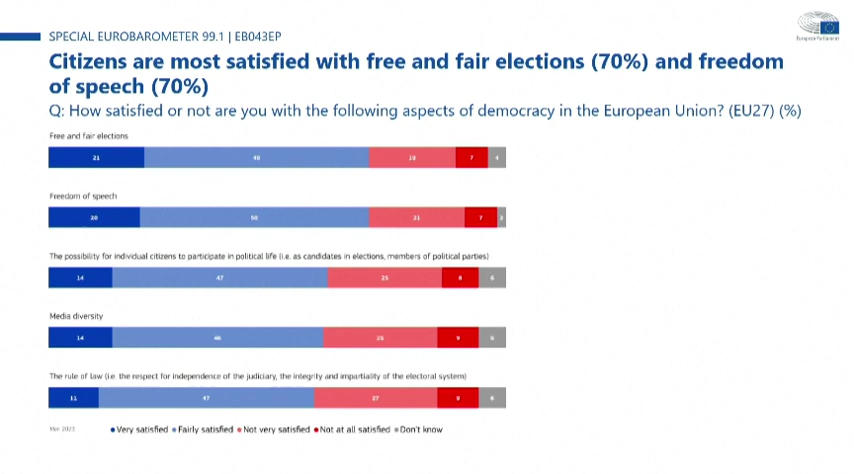 SPECIAL EUROBAROMETER 99.1 | EB043EP
European Parliament
Citizens are most satisfied with free and fair elections (70%) and freedom
of speech (70%)
Q: How satisfied or not are you with the following aspects of democracy in the European Union? (EU27) (%)
Free and fair elections
21 49 19 7 4
Freedom of speech
20 50 21 7 2
The possibility for individual citizens to participate in political life (i.e. as candidates in elections, members of political parties)
14 47 25 8 6
Media diversity
14 46 25 9 6
The rule of law (i.e. the respect for independence of the judiciary, the integrity and impartiality of the electoral system)
11 47 27 9 6
2023
Very satisfied Fairly satisfied Not very satisfied Not at all satisfied Don't know